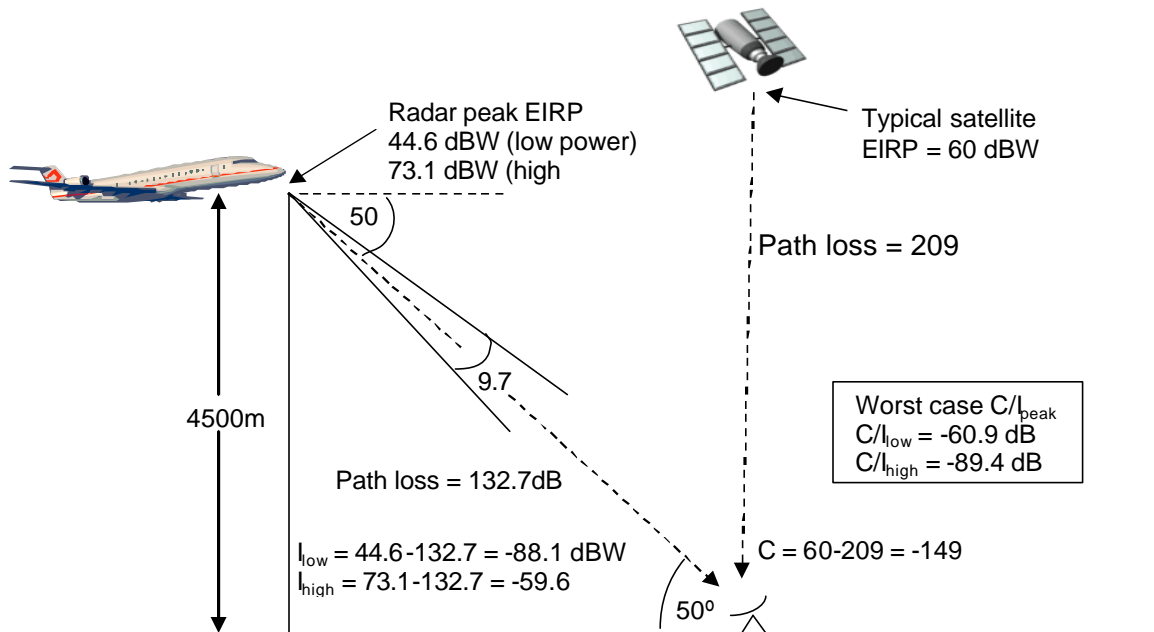 Radar peak EIRP
44.6 dBW (low power)
73.1 dBW (high
Typical satellite
EIRP = 60 dBW
50
Path loss = 209
9.7
4500m
Worst case C/Ipeak
C/Ilow = -60.9 dB
C/Ihigh = -89.4 dB
Path loss = 132.7dB
Ilow = 44.6-132.7 = -88.1 dBW
Ihigh = 73.1-132.7 = -59.6
C = 60-209 = -149
50º